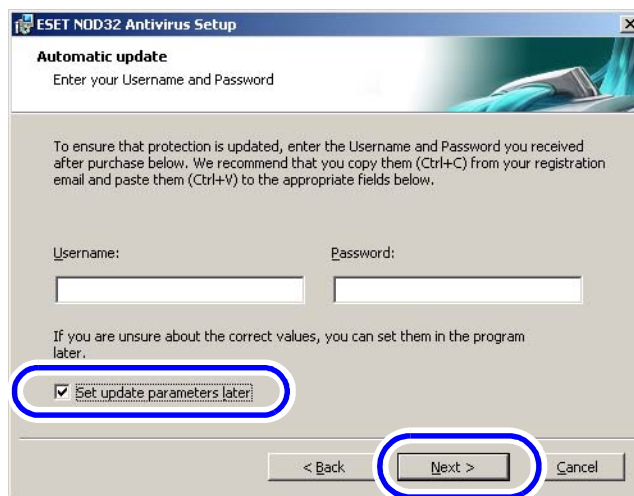 ESET NOD32 Antivirus Setup
Automatic update
Enter your Username and Password
To ensure that protection is updated, enter the Username and Password you received
after purchase below. We recommend that you copy them (Ctrl+C) from your registration
email and paste them (Ctrl+V) to the appropriate fields below.
Username: Password:
If you are unsure about the correct values, you can set them in the program
later.
Set update parameters later
< Back Next > Cancel